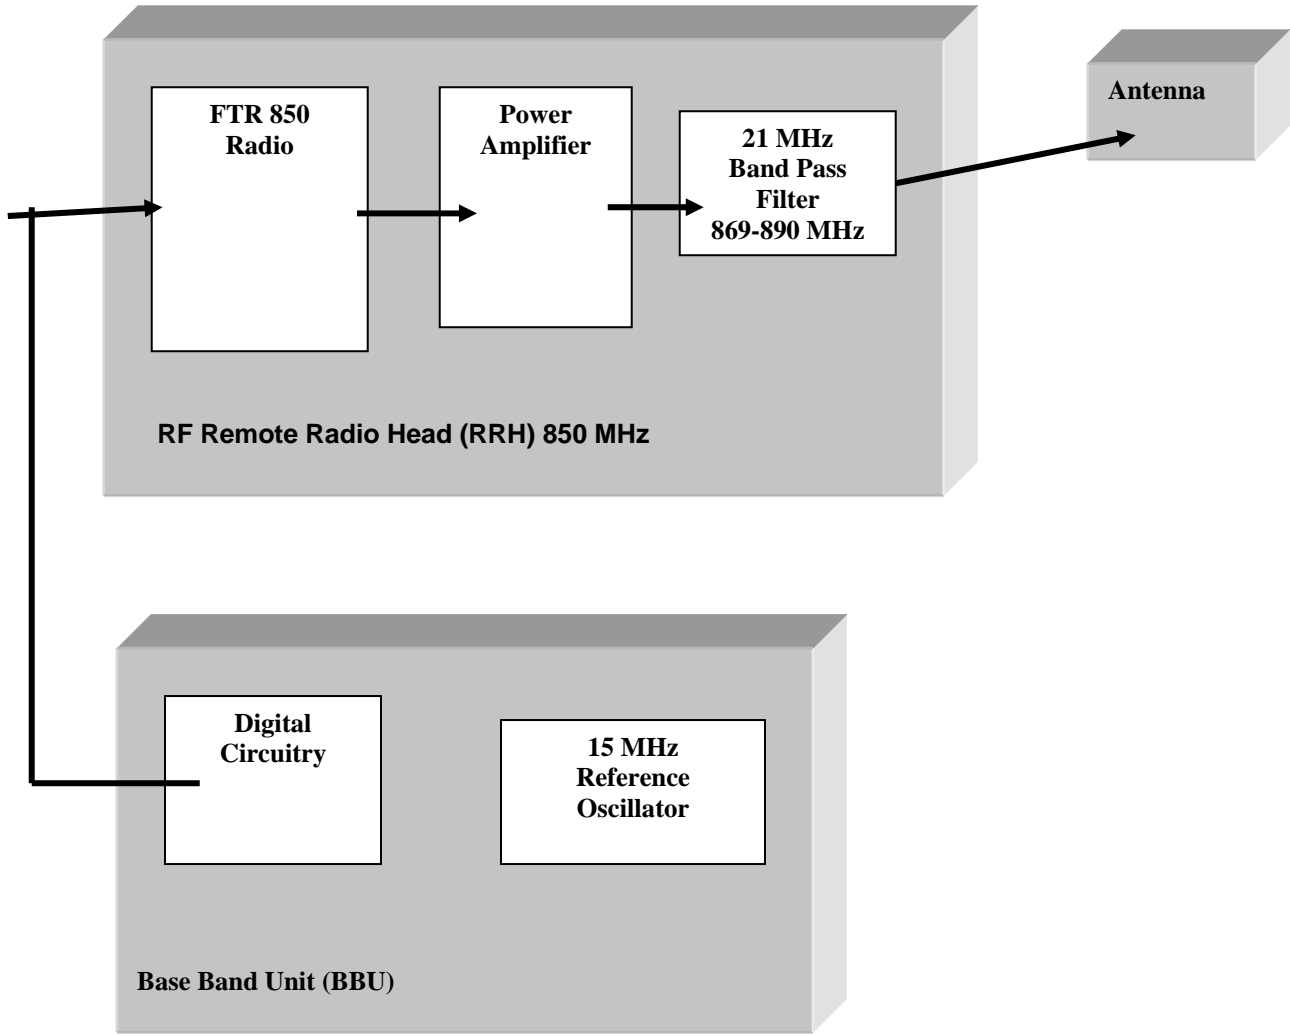 FTR 850
Radio
Power
Amplifier
21 MHz
Band Pass
Filter
869-890 MHz
Antenna
RF Remote Radio Head (RRH) 850 MHz
Digital
Circuitry
15 MHz
Reference
Oscillator
Base Band Unit (BBU)